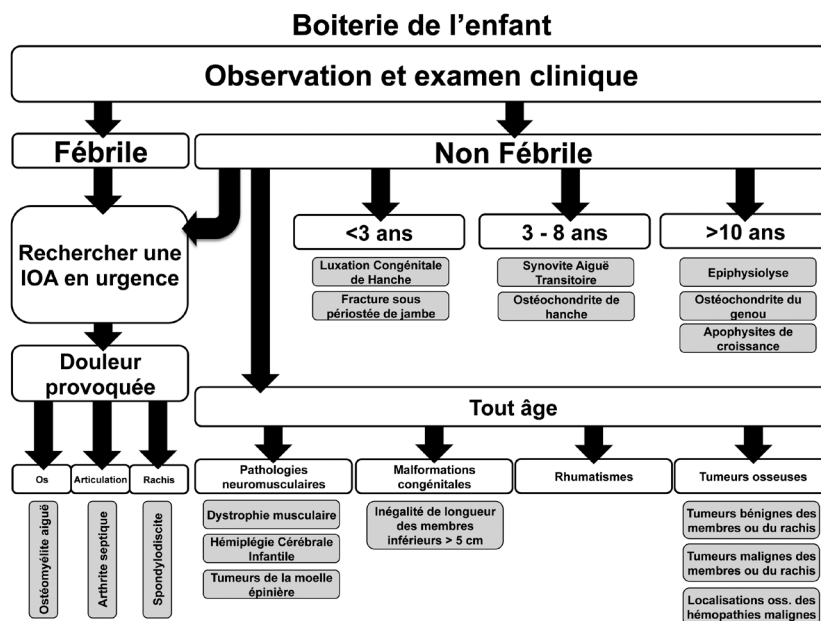 Boiterie de l’enfant
Observation et examen clinique
Fébrile
Non Fébrile
Rechercher une
IOA en urgence
<3 ans
3 - 8 ans
>10 ans
Luxation Congénitale
de Hanche
Fracture sous
périostée de jambe
Synovite Aiguë
Transitoire
Ostéochondrite de
hanche
Epiphysiolyse
Ostéochondrite du
genou
Apophysites de
croissance
Douleur
provoquée
Os
Articulation
Rachis
Ostéomyélite aiguë
Arthrite septique
Spondylodiscite
Tout âge
Pathologies
neuromusculaires
Malformations
congénitales
Rhumatismes
Tumeurs osseuses
Dystrophie musculaire
Hémiplégie Cérébrale
Infantile
Tumeurs de la moelle
épinière
Inégalité de longueur
des membres
inférieurs > 5 cm
Tumeurs bénignes des
membres ou du rachis
Tumeurs malignes des
membres ou du rachis
Localisations oss. des
hémopathies malignes